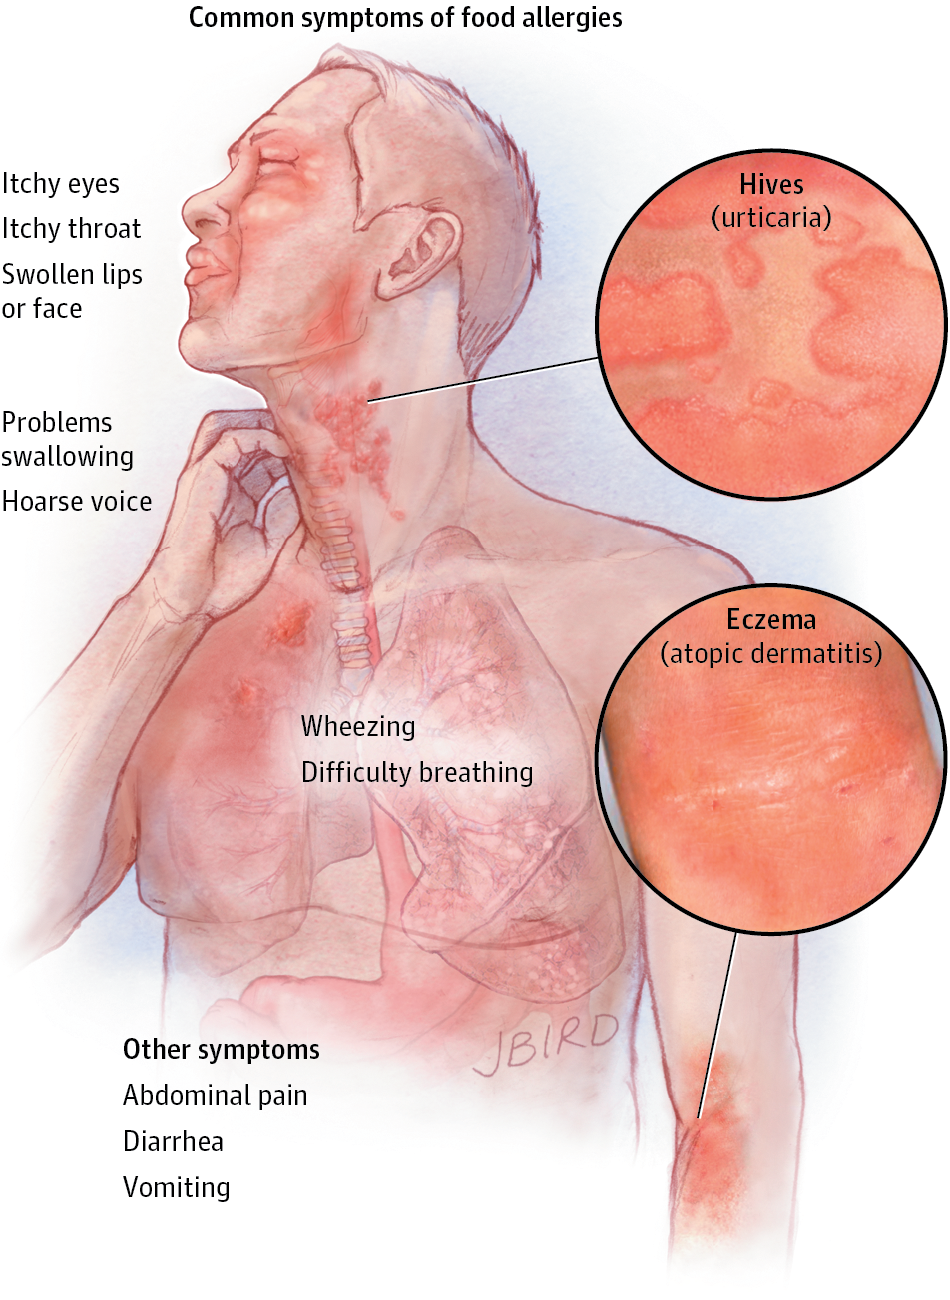 Common symptoms of food allergies
Itchy eyes
Itchy throat
Swollen lips
or face
Problems
swallowing
Hoarse voice
Hives
(urticaria)
Eczema
(atopic dermatitis)
Wheezing
Difficulty breathing
JBIRD
Other symptoms
Abdominal pain
Diarrhea
Vomiting